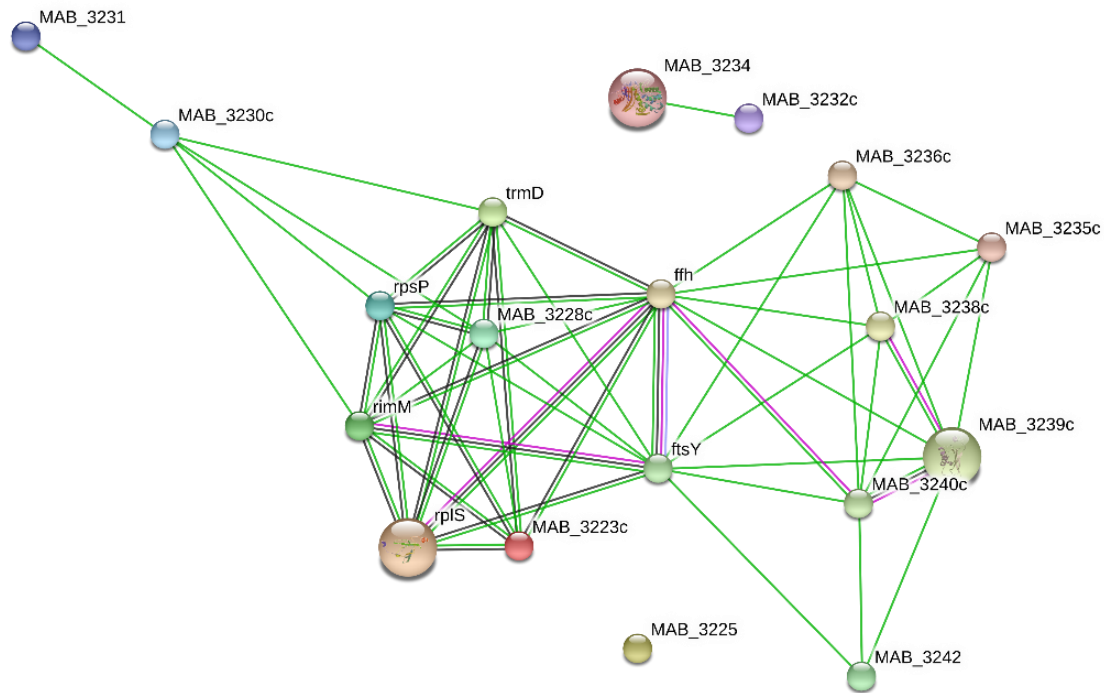 MAB_3231
MAB_3234
MAB_3232c
MAB_3230c
MAB_3236c
trmD
MAB_3235c
ffh
rpsP
MAB_3238c
MAB_3228c
rimM
MAB_3239c
ftsY
MAB_3240c
rplS
MAB_3223c
MAB_3225
MAB_3242